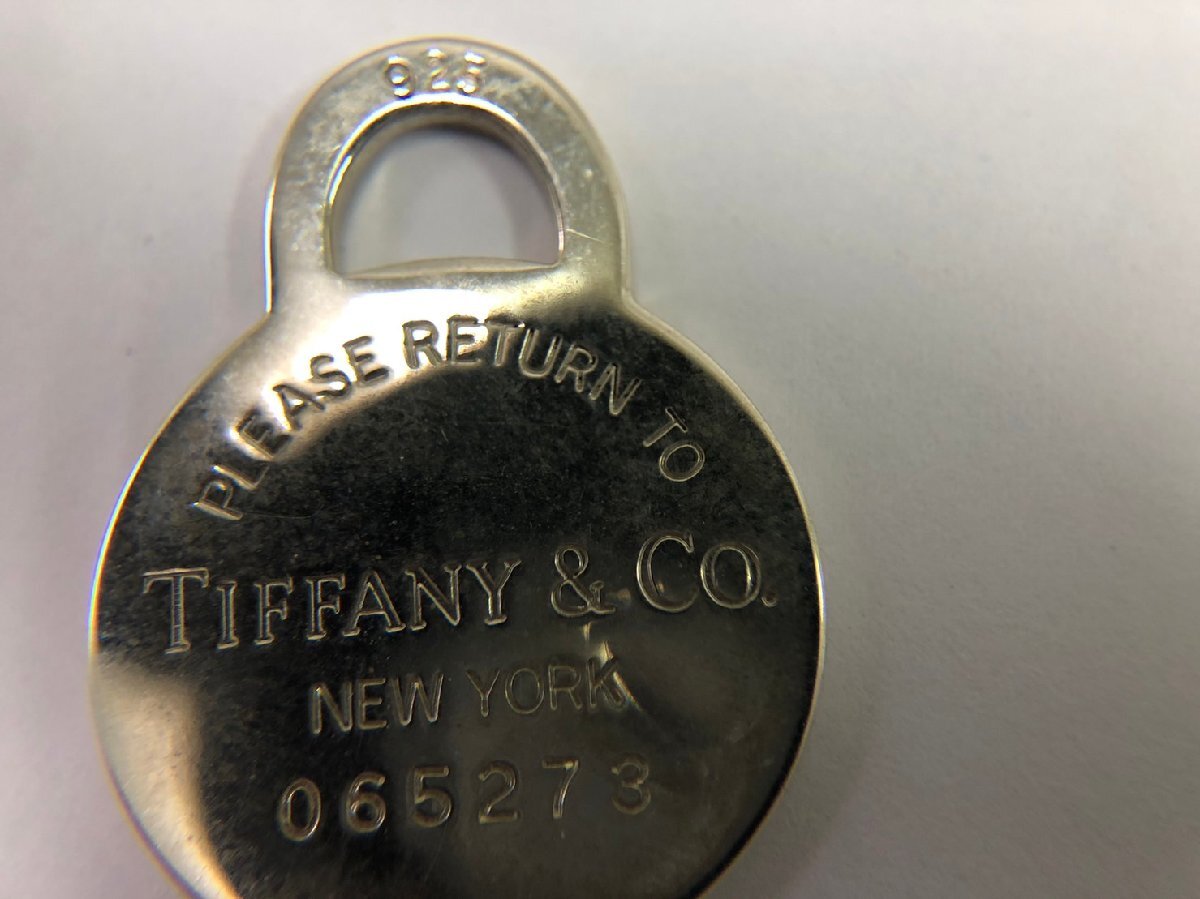 925
PLEASE RETURN TO
TIFFANY & CO.
NEW YORK
065273